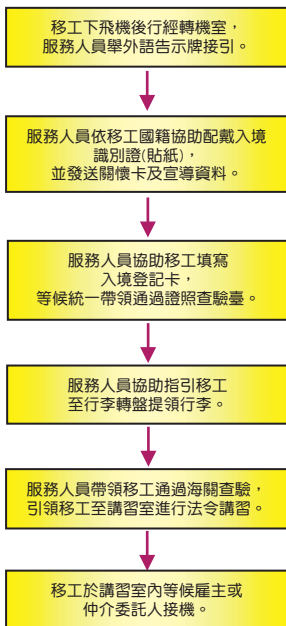 移工下飛機後行經轉機室，
服務人員舉外語告示牌接引。
服務人員依移工國籍協助配戴入境
識別證(貼紙)，
並發送關懷卡及宣導資料。
服務人員協助移工填寫
入境登記卡，
等候統一帶領通過證照查驗臺。
服務人員協助指引移工
至行李轉盤提領行李。
服務人員帶領移工通過海關查驗，
引領移工至講習室進行法令講習。
移工於講習室內等候雇主或
仲介委託人接機。